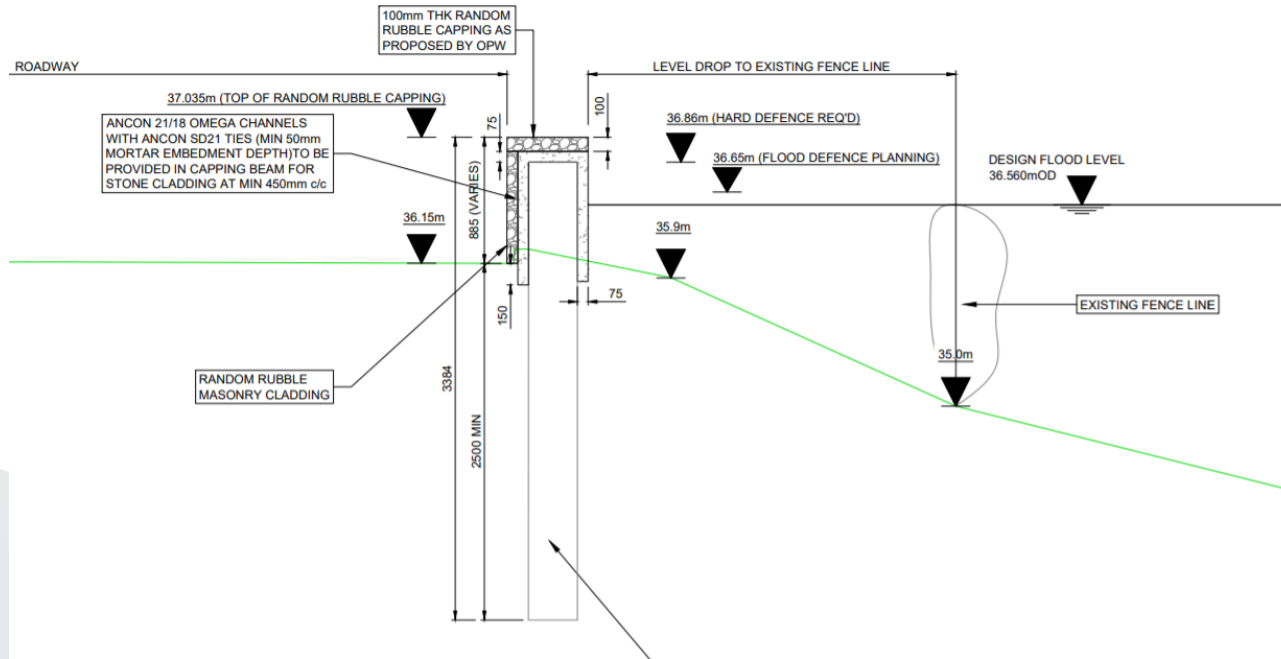 100mm THK RANDOM
RUBBLE CAPPING AS
PROPOSED BY OPW
ROADWAY
LEVEL DROP TO EXISTING FENCE LINE
37.035m (TOP OF RANDOM RUBBLE CAPPING)
100
75
36.86m (HARD DEFENCE REQ'D)
ANCON 21/18 OMEGA CHANNELS
WITH ANCON SD21 TIES (MIN 50mm
MORTAR EMBEDMENT DEPTH)TO BE
PROVIDED IN CAPPING BEAM FOR
STONE CLADDING AT MIN 450mm c/c
36.65m (FLOOD DEFENCE PLANNING)
DESIGN FLOOD LEVEL
36.560mOD
885 (VARIES)
36.15m
35.9m
EXISTING FENCE LINE
75
150
35.0m
RANDOM RUBBLE
MASONRY CLADDING
3384
2500 MIN